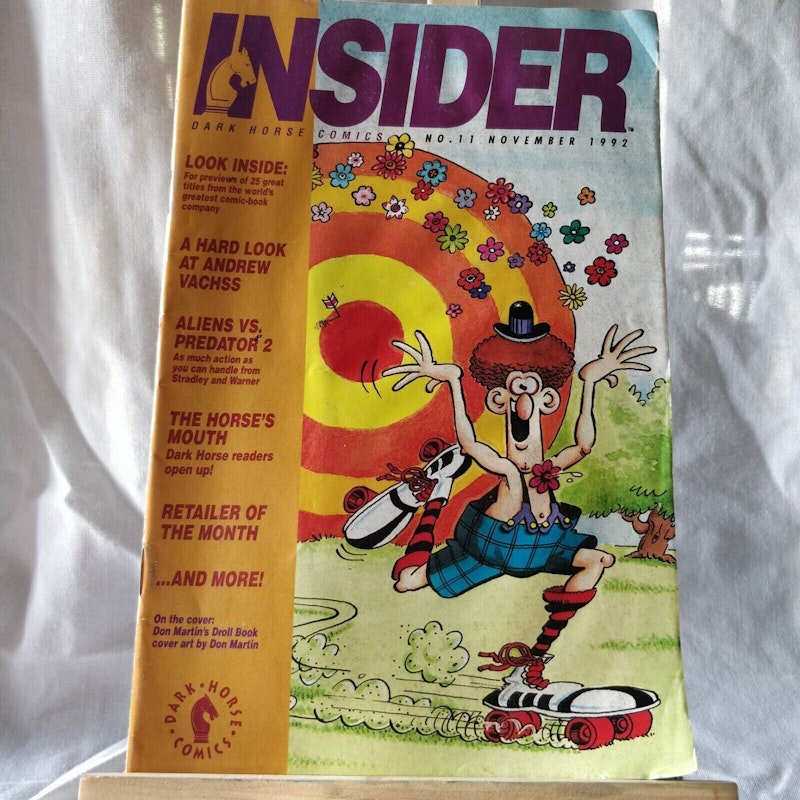 INSIDER™
DARK HORSE COMICS NO.11 NOVEMBER 1992
LOOK INSIDE:
For previews of 25 great
titles from the world's
greatest comic-book
company
A HARD LOOK
AT ANDREW
VACHSS
ALIENS VS.
PREDATOR 2
As much action as
you can handle from
Stradley and Warner
THE HORSE'S
MOUTH
Dark Horse readers
open up!
RETAILER OF
THE MONTH
...AND MORE!
On the cover:
Don Martin's Droll Book
cover art by Don Martin
DARK • HORSE • COMICS •